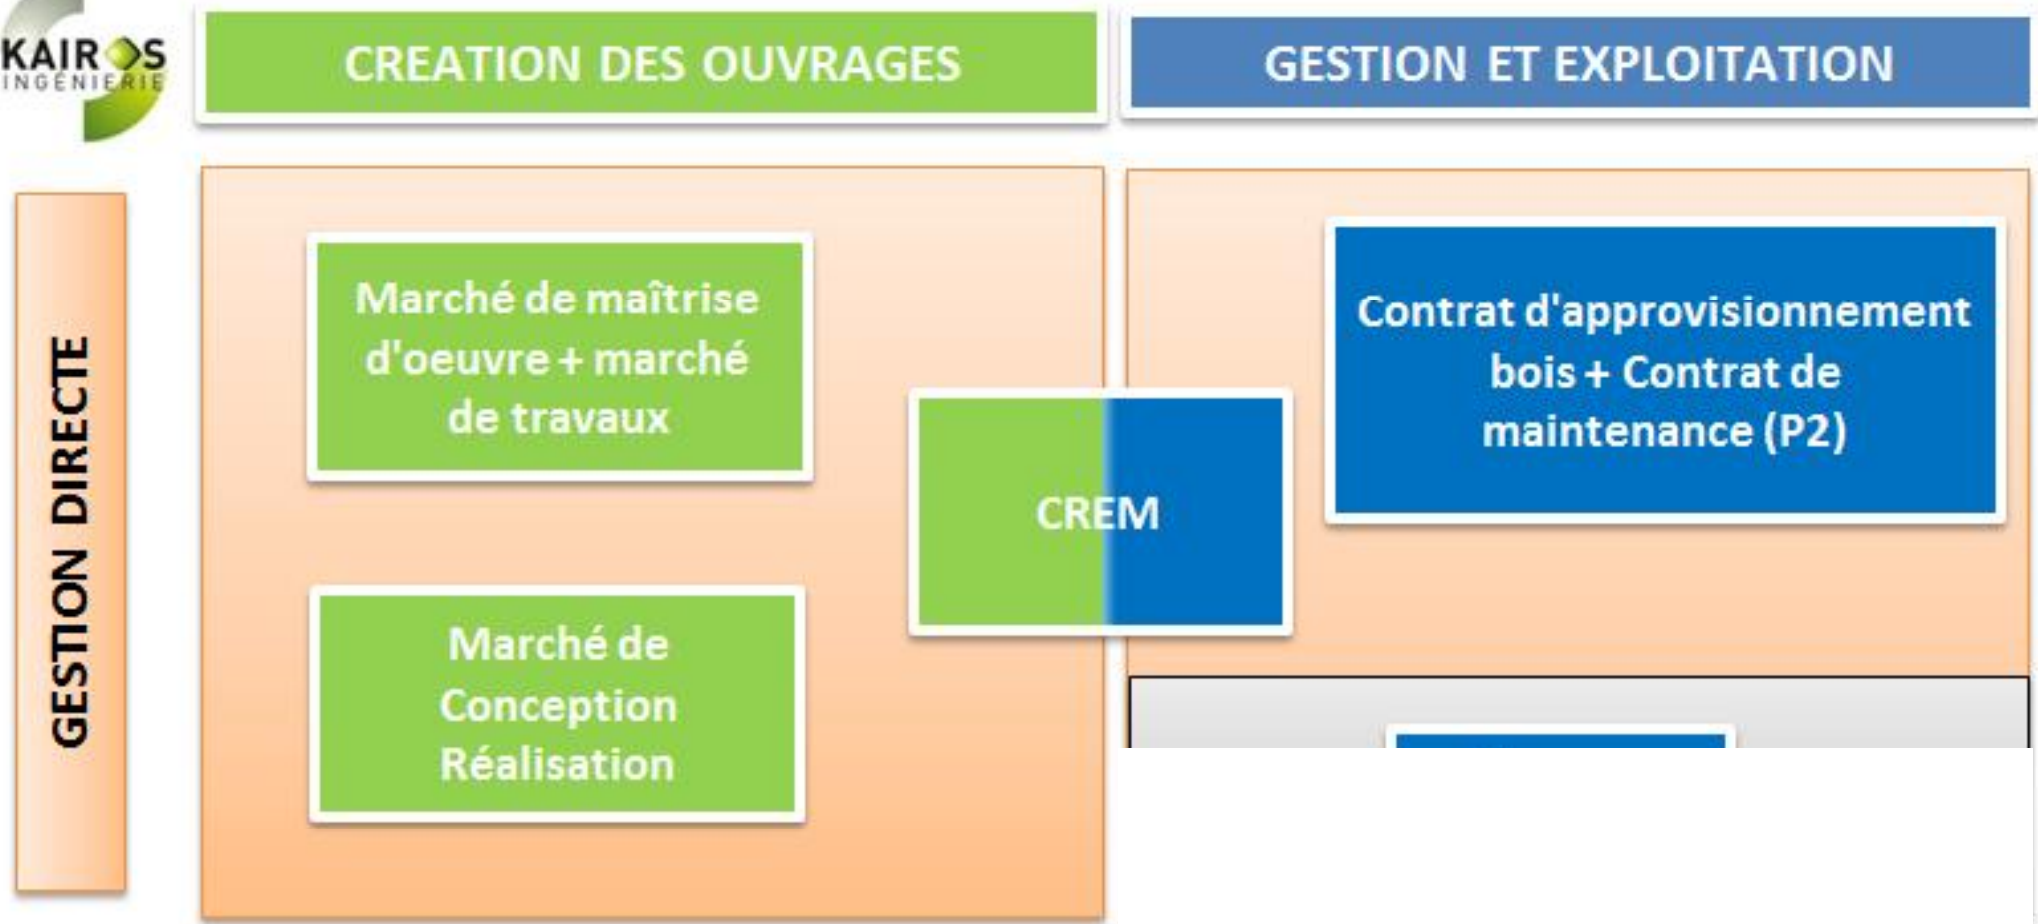 KAIROS
INGÉNIERIE
CREATION DES OUVRAGES
GESTION ET EXPLOITATION
GESTION DIRECTE
Marché de maîtrise
d'oeuvre + marché
de travaux
Contrat d'approvisionnement
bois + Contrat de
maintenance (P2)
CREM
Marché de
Conception
Réalisation